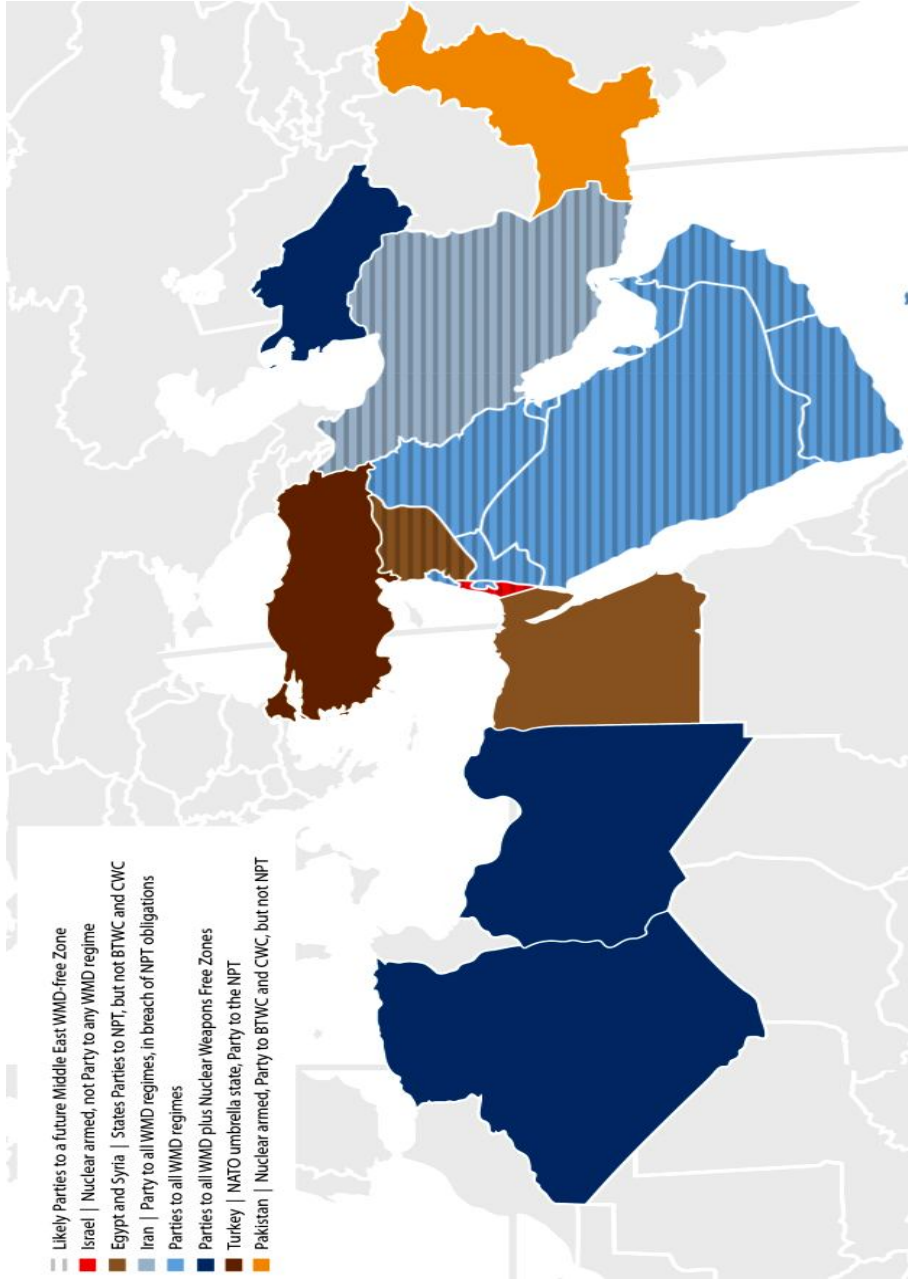 Likely Parties to a future Middle East WMD-free Zone
Israel | Nuclear armed, not Party to any WMD regime
Egypt and Syria | States Parties to NPT, but not BTWC and CWC
Iran | Party to all WMD regimes, in breach of NPT obligations
Parties to all WMD regimes
Parties to all WMD plus Nuclear Weapons Free Zones
Turkey | NATO umbrella state, Party to the NPT
Pakistan | Nuclear armed, Party to BTWC and CWC, but not NPT